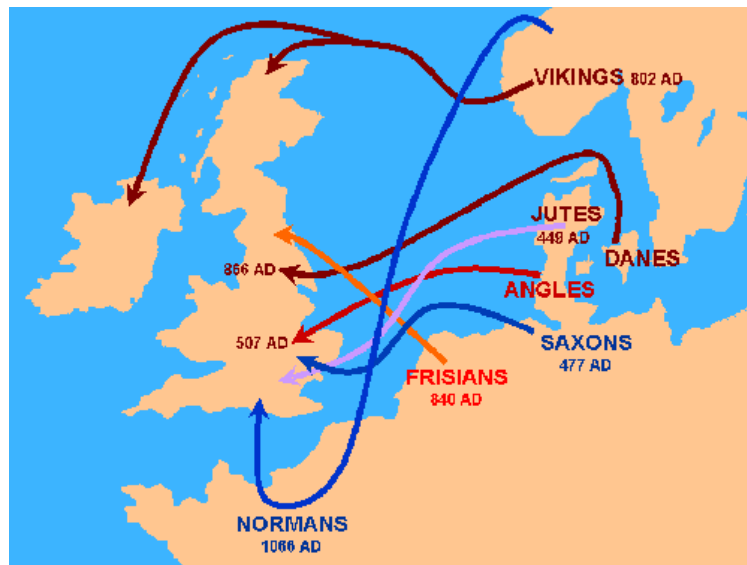 VIKINGS 802 AD
JUTES
449 AD
DANES
866 AD
ANGLES
507 AD
SAXONS
477 AD
FRISIANS
840 AD
NORMANS
1066 AD